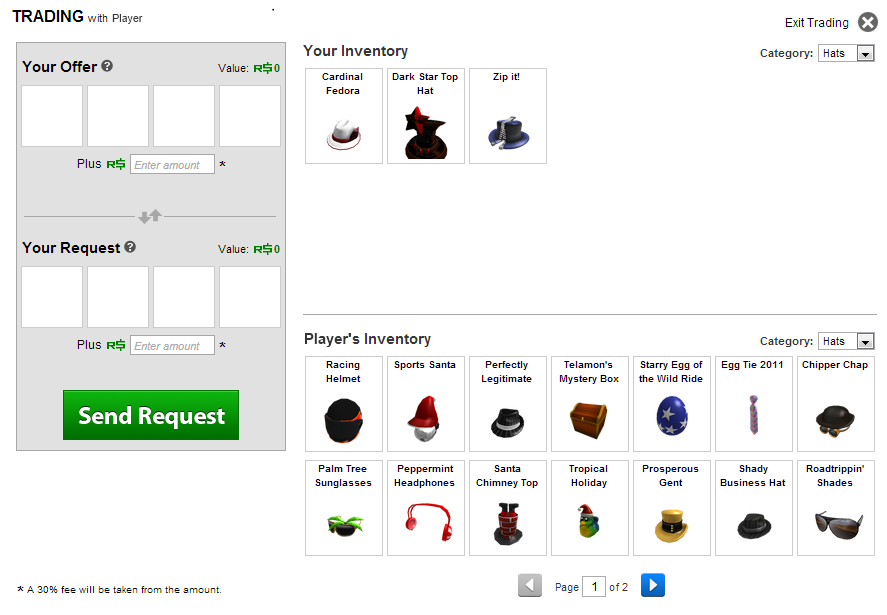 TRADING with Player
Exit Trading
Your Offer ?
Value: R$ 0
Plus R$ Enter amount *
Your Request ?
Value: R$ 0
Plus R$ Enter amount *
Send Request
* A 30% fee will be taken from the amount.
Your Inventory
Category: Hats
Cardinal
Fedora
Dark Star Top
Hat
Zip it!
Player's Inventory
Category: Hats
Racing
Helmet
Sports Santa
Perfectly
Legitimate
Telamon's
Mystery Box
Starry Egg of
the Wild Ride
Egg Tie 2011
Chipper Chap
Palm Tree
Sunglasses
Peppermint
Headphones
Santa
Chimney Top
Tropical
Holiday
Prosperous
Gent
Shady
Business Hat
Roadtrippin'
Shades
Page 1 of 2